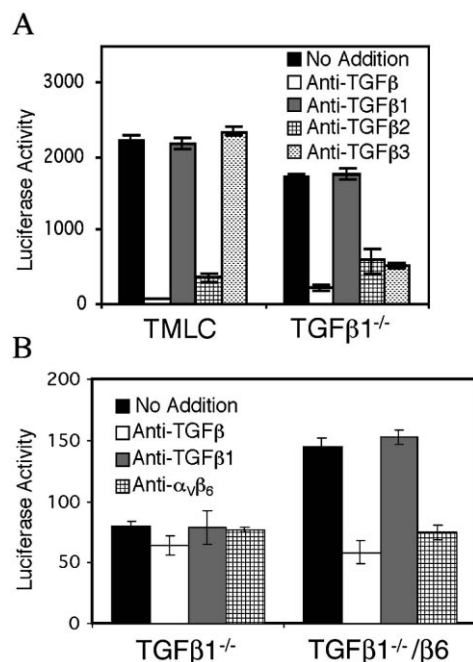 A
Luciferase Activity
3000
2000
1000
0
No Addition
Anti-TGFβ
Anti-TGFβ1
Anti-TGFβ2
Anti-TGFβ3
TMLC
TGFβ1-/-
B
Luciferase Activity
200
150
100
50
0
No Addition
Anti-TGFβ
Anti-TGFβ1
Anti-αvβ6
TGFβ1-/-
TGFβ1-/-/β6